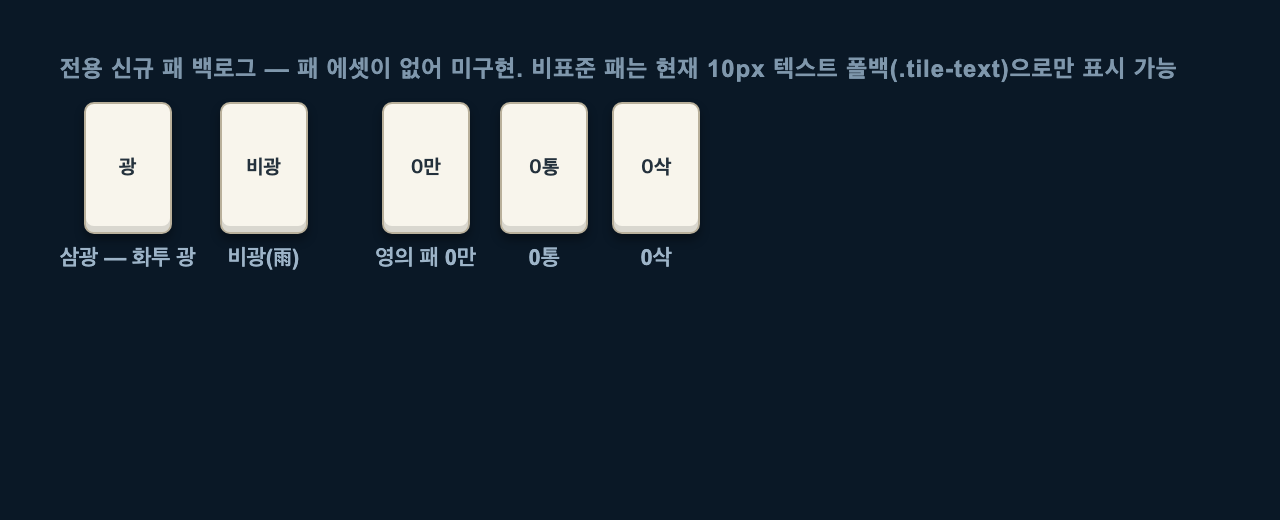 전용 신규 패 백로그 — 패 에셋이 없어 미구현. 비표준 패는 현재 10px 텍스트 폴백(.tile-text)으로만 표시 가능
광 비광 0만 0통 0삭
삼광 — 화투 광 비광(雨) 영의 패 0만 0통 0삭